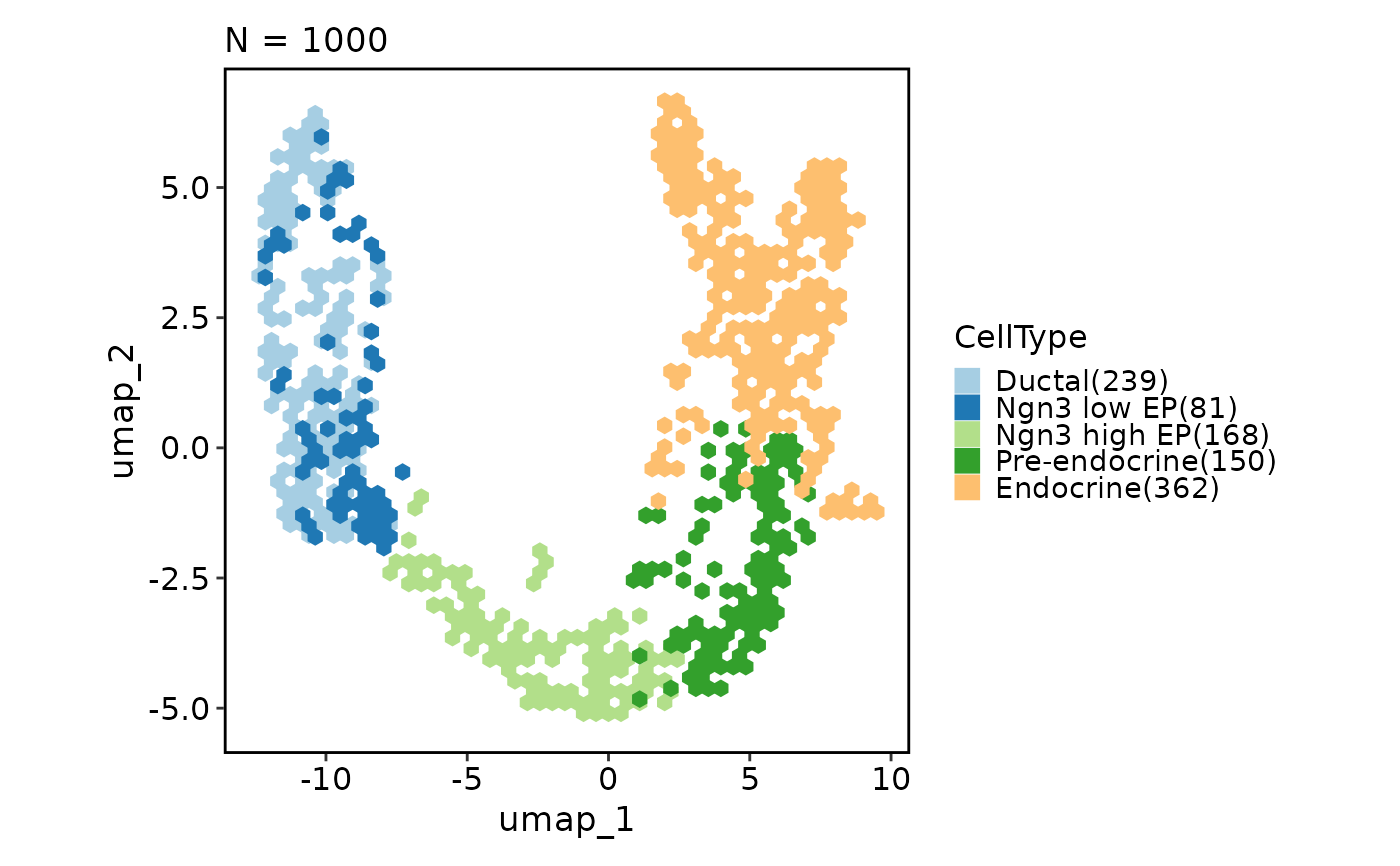 N = 1000
5.0
2.5
0.0
-2.5
-5.0
umap_2
-10
-5
0
5
10
umap_1
CellType
Ductal(239)
Ngn3 low EP(81)
Ngn3 high EP(168)
Pre-endocrine(150)
Endocrine(362)